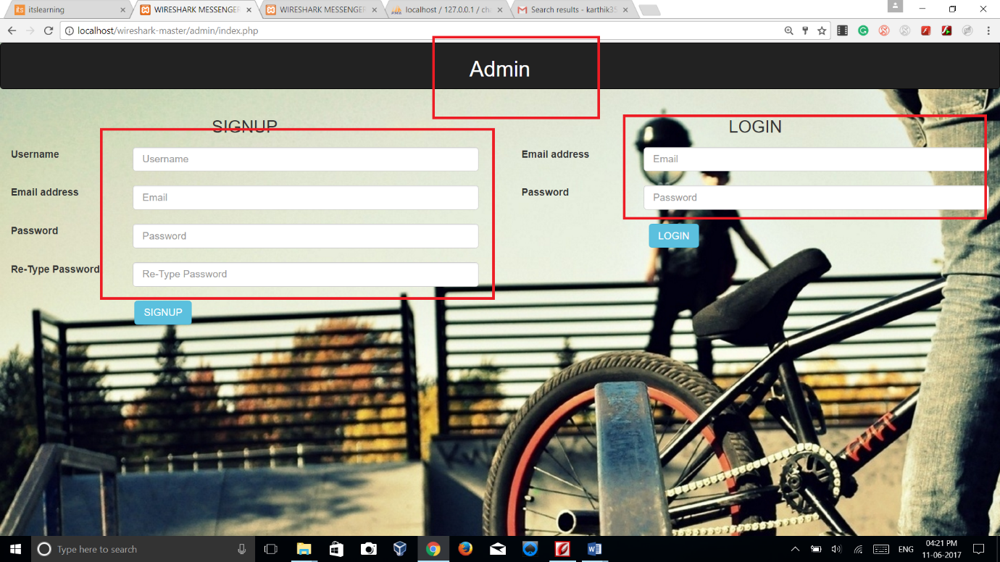 itslearning
WIRESHARK MESSENGER
WIRESHARK MESSENGER
localhost / 127.0.0.1 / ch
Search results - karthik35
localhost/wireshark-master/admin/index.php
Admin
SIGNUP
LOGIN
Username
Username
Email address
Email
Email address
Email
Password
Password
Password
Password
LOGIN
Re-Type Password
Re-Type Password
SIGNUP
Type here to search
ENG
04:21 PM
11-06-2017